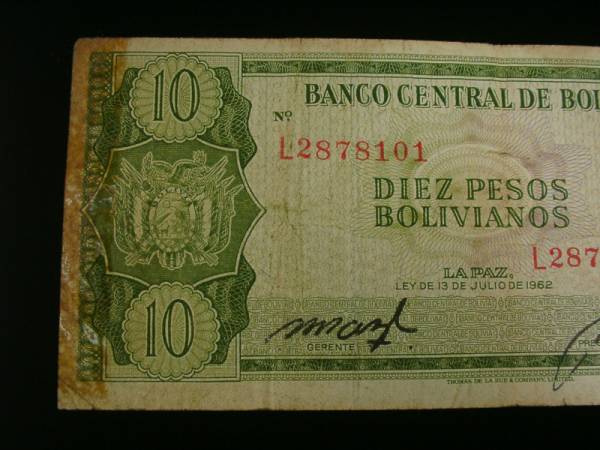 10
BANCO CENTRAL DE BOL
Nº
L2878101
DIEZ PESOS
BOLIVIANOS
L287
LA PAZ,
LEY DE 13 DE JULIO DE 1962
10
GERENTE
PRE
THOMAS DE LA RUE & COMPANY, LIMITED.